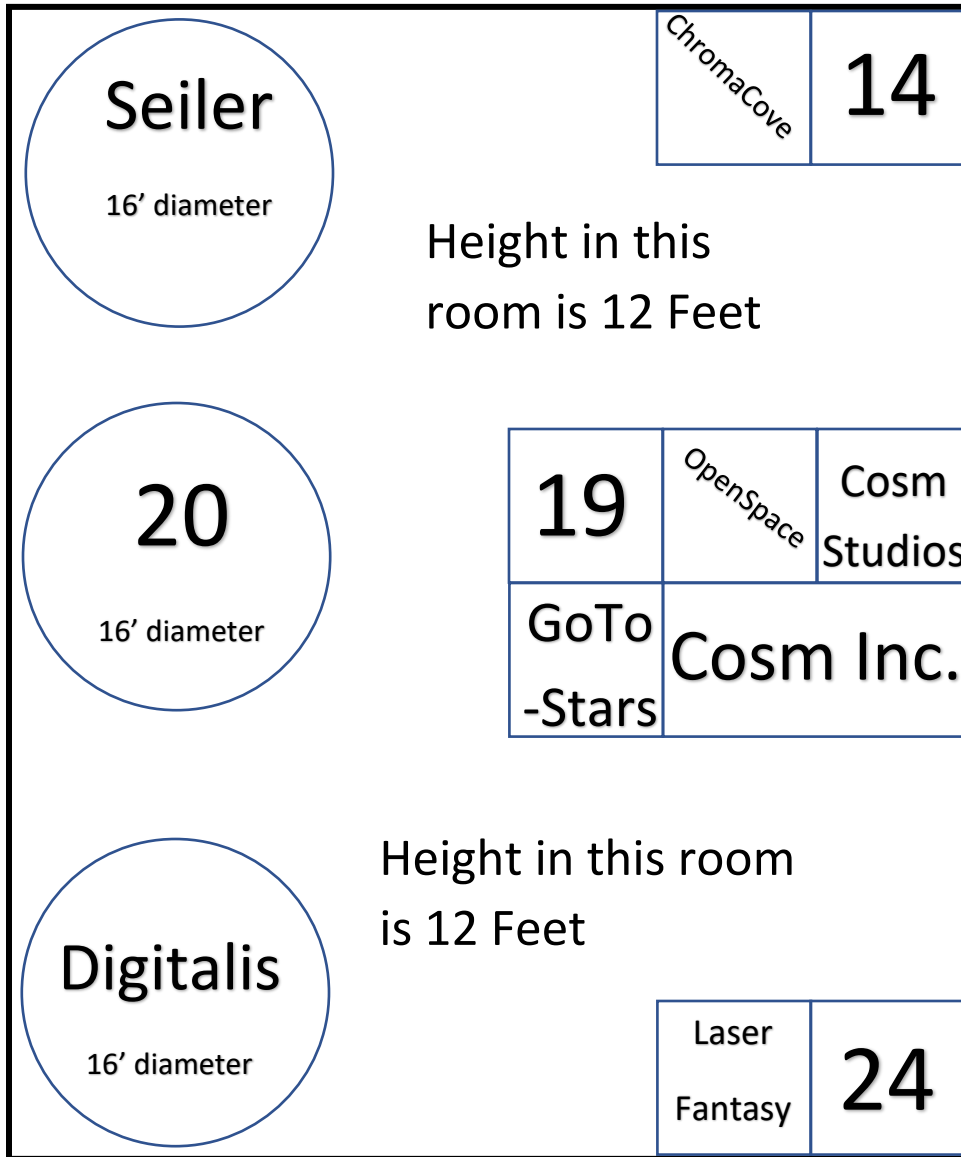 Seiler
16’ diameter
ChromaCove
14
Height in this
room is 12 Feet
20
16’ diameter
19
OpenSpace
Cosm
Studios
GoTo
-Stars
Cosm Inc.
Height in this room
is 12 Feet
Digitalis
16’ diameter
Laser
Fantasy
24